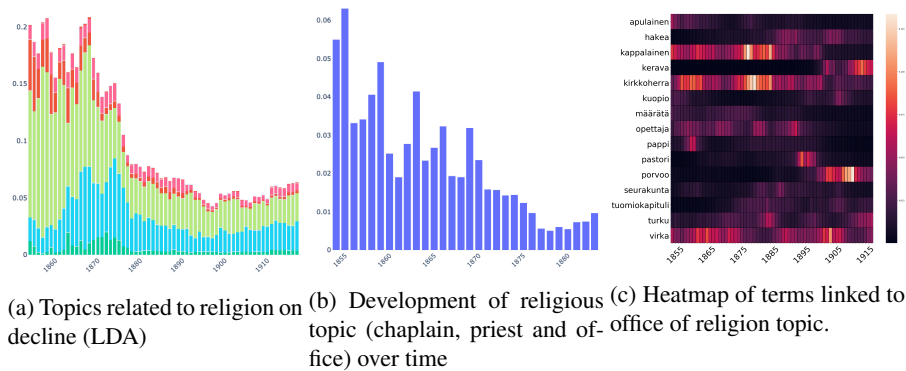 0.2
0.15
0.1
0.05
0
1860
1870
1880
1890
1900
1910
(a) Topics related to religion on
decline (LDA)
0.06
0.05
0.04
0.03
0.02
0.01
0
1855
1860
1865
1870
1875
1880
(b) Development of religious
topic (chaplain, priest and of-
fice) over time
apulainen
hakea
kappalainen
kerava
kirkkoherra
kuopio
määrätä
opettaja
pappi
pastori
porvoo
seurakunta
tuomiokapituli
turku
virka
1855
1865
1875
1885
1895
1905
1915
(c) Heatmap of terms linked to
office of religion topic.